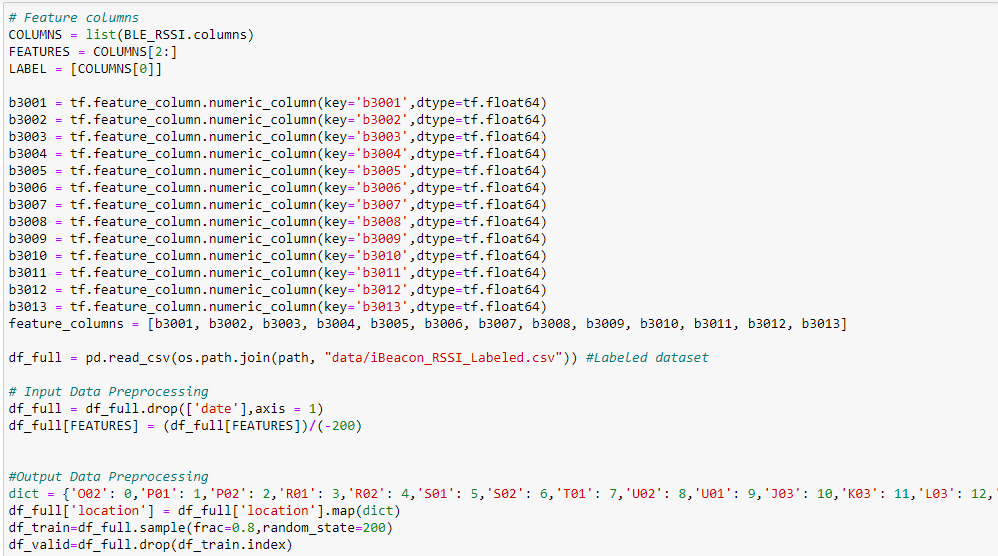 # Feature columns
COLUMNS = list(BLE_RSSI.columns)
FEATURES = COLUMNS[2:]
LABEL = [COLUMNS[0]]
b3001 = tf.feature_column.numeric_column(key='b3001',dtype=tf.float64)
b3002 = tf.feature_column.numeric_column(key='b3002',dtype=tf.float64)
b3003 = tf.feature_column.numeric_column(key='b3003',dtype=tf.float64)
b3004 = tf.feature_column.numeric_column(key='b3004',dtype=tf.float64)
b3005 = tf.feature_column.numeric_column(key='b3005',dtype=tf.float64)
b3006 = tf.feature_column.numeric_column(key='b3006',dtype=tf.float64)
b3007 = tf.feature_column.numeric_column(key='b3007',dtype=tf.float64)
b3008 = tf.feature_column.numeric_column(key='b3008',dtype=tf.float64)
b3009 = tf.feature_column.numeric_column(key='b3009',dtype=tf.float64)
b3010 = tf.feature_column.numeric_column(key='b3010',dtype=tf.float64)
b3011 = tf.feature_column.numeric_column(key='b3011',dtype=tf.float64)
b3012 = tf.feature_column.numeric_column(key='b3012',dtype=tf.float64)
b3013 = tf.feature_column.numeric_column(key='b3013',dtype=tf.float64)
feature_columns = [b3001, b3002, b3003, b3004, b3005, b3006, b3007, b3008, b3009, b3010, b3011, b3012, b3013]
df_full = pd.read_csv(os.path.join(path, "data/iBeacon_RSSI_Labeled.csv")) #Labeled dataset
# Input Data Preprocessing
df_full = df_full.drop(['date'],axis = 1)
df_full[FEATURES] = (df_full[FEATURES])/(-200)
#Output Data Preprocessing
dict = {'O02': 0,'P01': 1,'P02': 2,'R01': 3,'R02': 4,'S01': 5,'S02': 6,'T01': 7,'U02': 8,'U01': 9,'J03': 10,'K03': 11,'L03': 12,'
df_full['location'] = df_full['location'].map(dict)
df_train=df_full.sample(frac=0.8,random_state=200)
df_valid=df_full.drop(df_train.index)